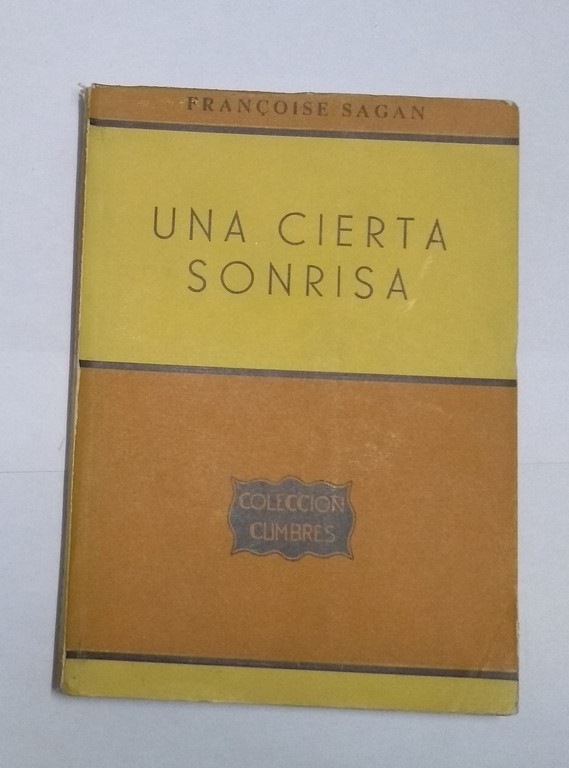 FRANÇOISE SAGAN
UNA CIERTA
SONRISA
COLECCION
CUMBRES